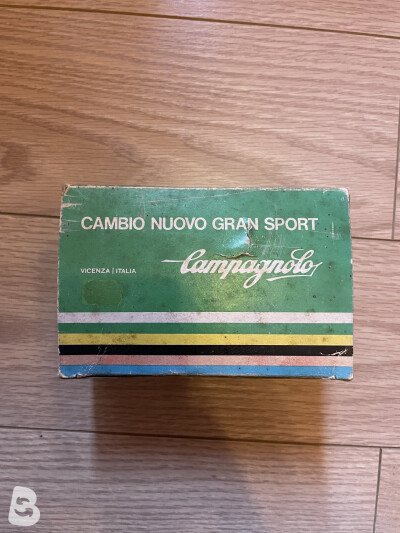 CAMBIO NUOVO GRAN SPORT
Campagnolo
VICENZA / ITALIA